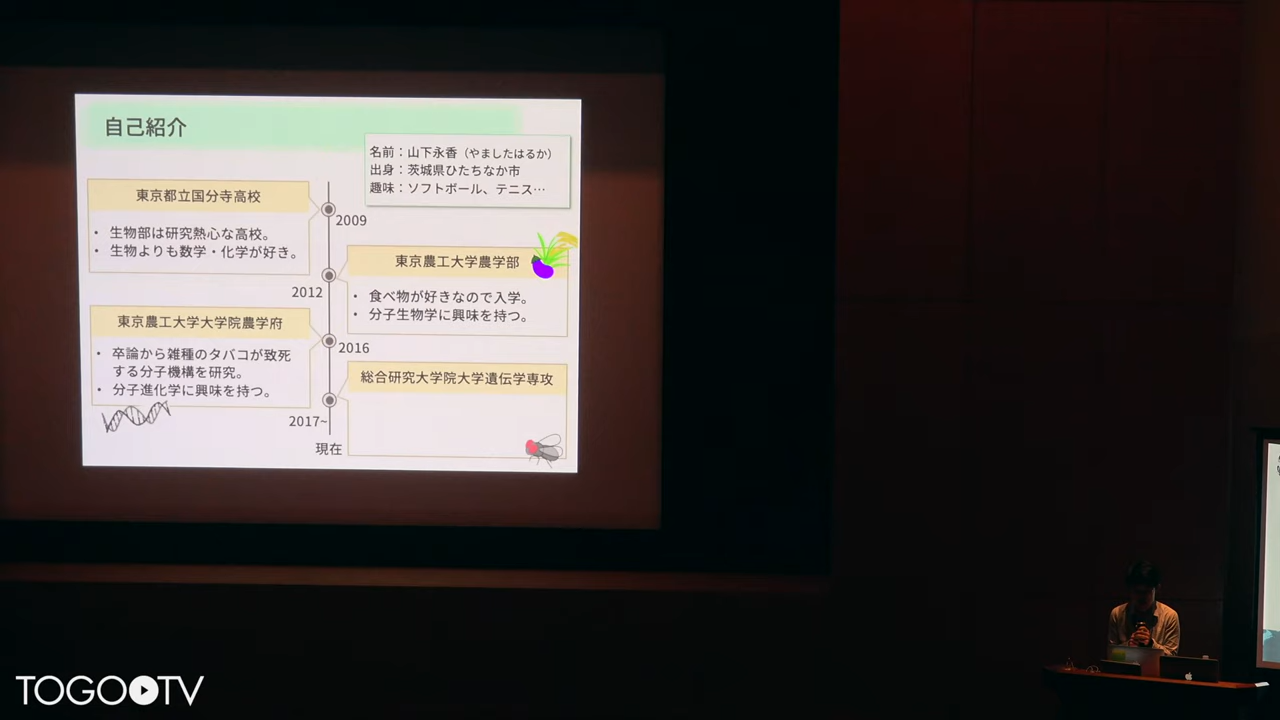 自己紹介
名前：山下永香（やましたはるか）
出身：茨城県ひたちなか市
趣味：ソフトボール、テニス…
東京都立国分寺高校
• 生物部は研究熱心な高校。
• 生物よりも数学・化学が好き。
2009
東京農工大学農学部
• 食べ物が好きなので入学。
• 分子生物学に興味を持つ。
2012
東京農工大学大学院農学府
• 卒論から雑種のタバコが致死
する分子機構を研究。
• 分子進化学に興味を持つ。
2016
総合研究大学院大学遺伝学専攻
2017~
現在
TOGOTV